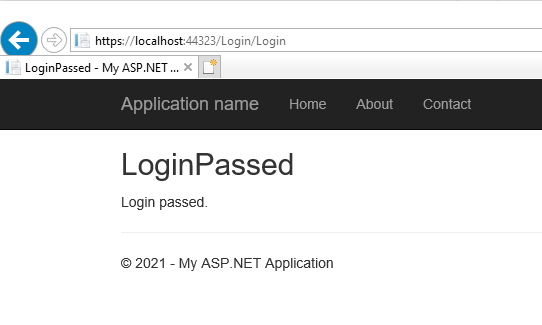 https://localhost:44323/Login/Login
LoginPassed - My ASP.NET ...
Application name Home About Contact
LoginPassed
Login passed.
© 2021 - My ASP.NET Application